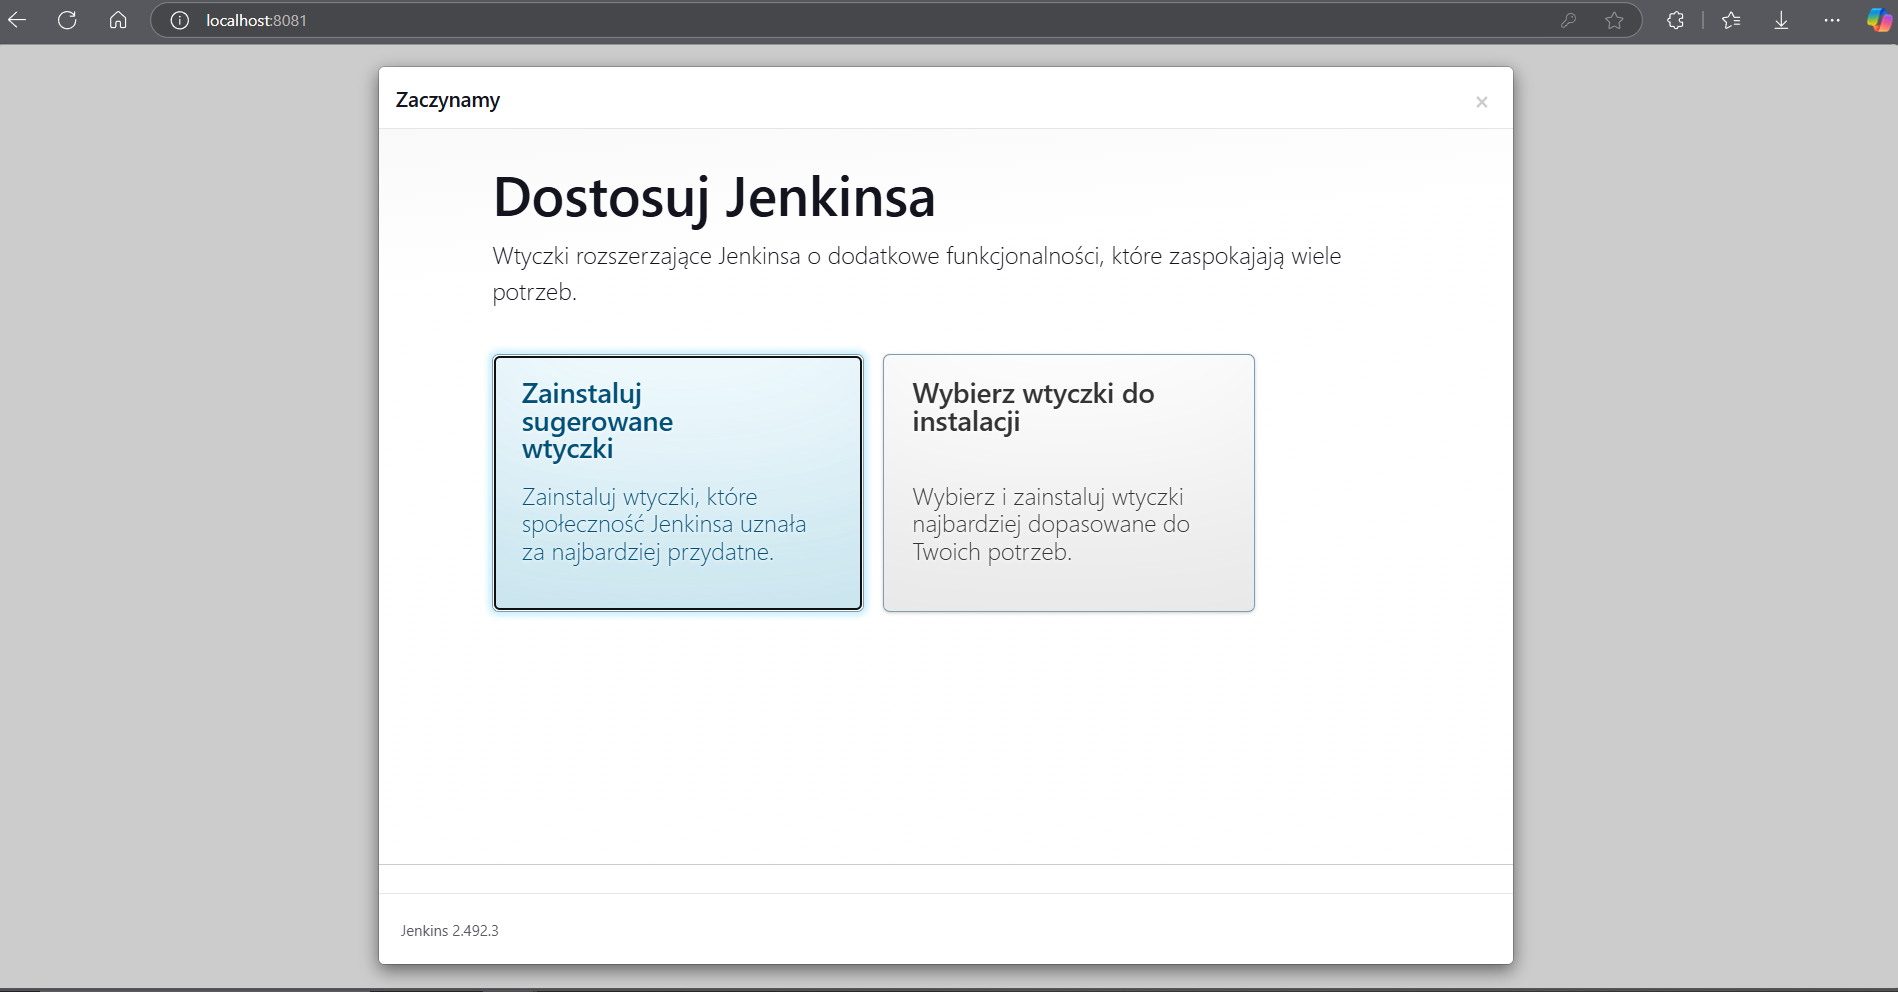 localhost:8081
Zaczynamy
×
Dostosuj Jenkinsa
Wtyczki rozszerzające Jenkinsa o dodatkowe funkcjonalności, które zaspokajają wiele
potrzeb.
Zainstaluj
sugerowane
wtyczki
Zainstaluj wtyczki, które
społeczność Jenkinsa uznała
za najbardziej przydatne.
Wybierz wtyczki do
instalacji
Wybierz i zainstaluj wtyczki
najbardziej dopasowane do
Twoich potrzeb.
Jenkins 2.492.3